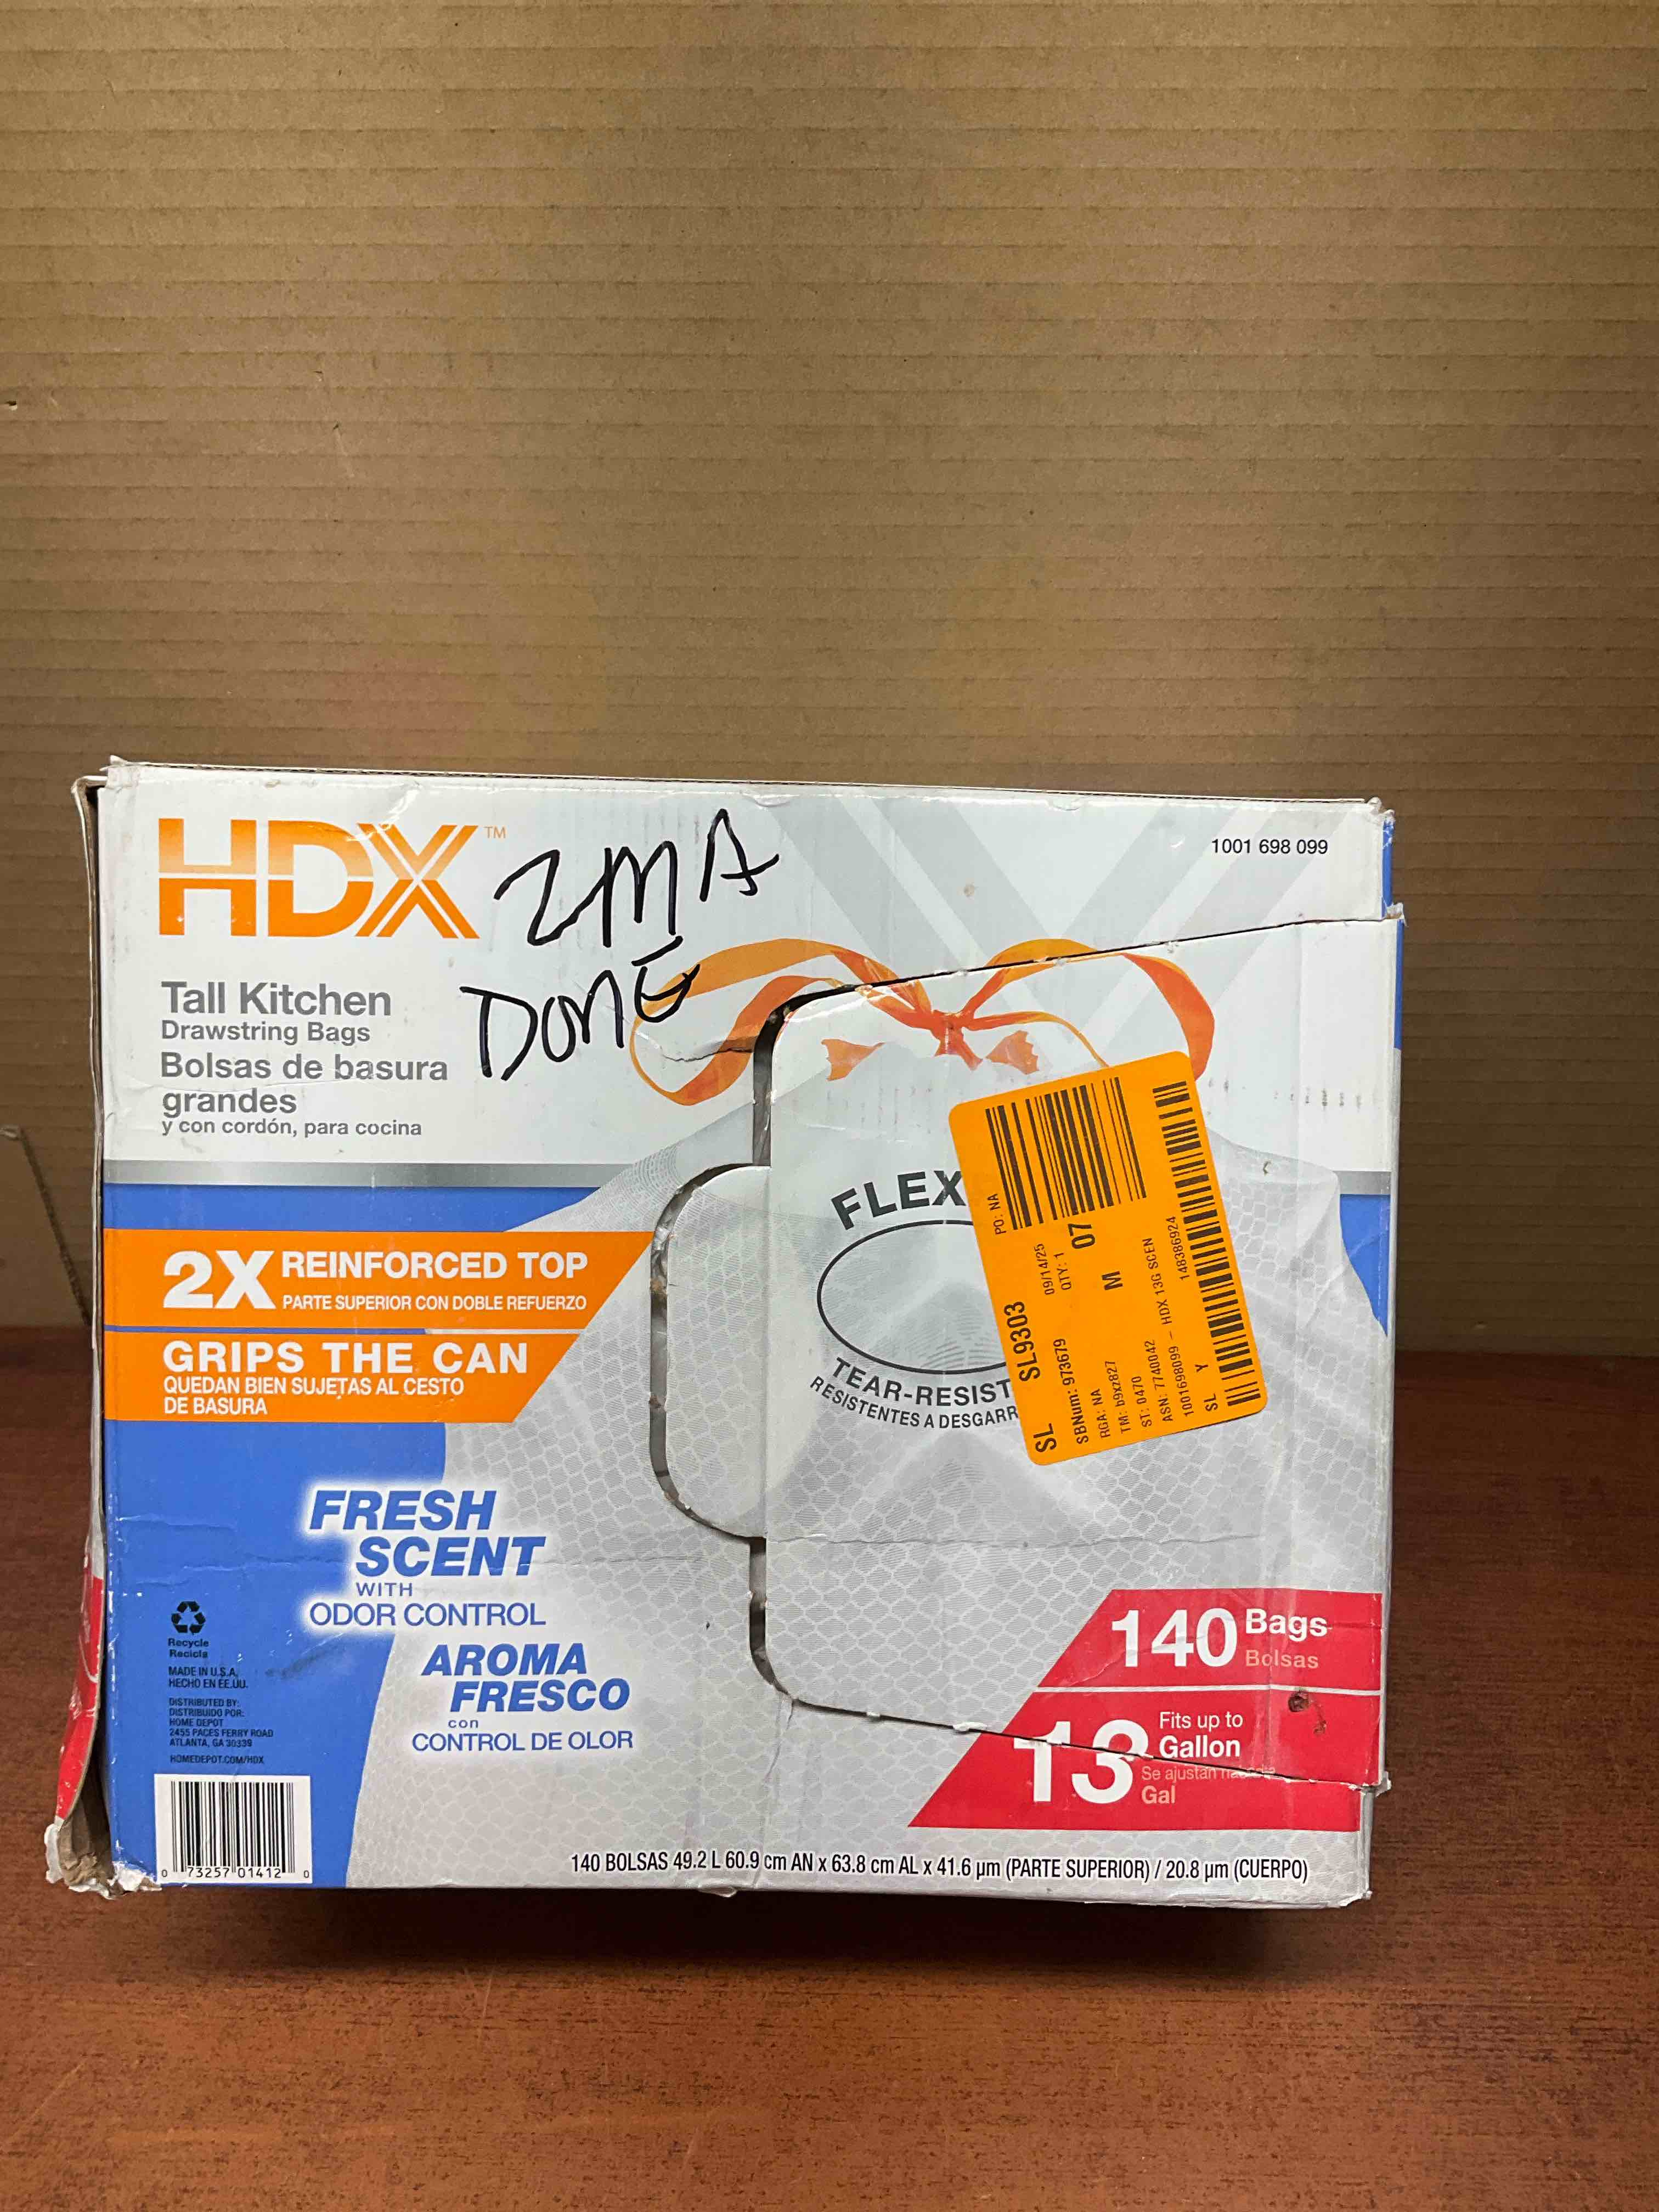 HDX™
1001 698 099
ZMA
DONE
Tall Kitchen
Drawstring Bags
Bolsas de basura
grandes
y con cordón, para cocina
FLEX
TEAR-RESIST
RESISTENTES A DESGARR
PO: NA
SL SL9303
SBNum: 973679 09/14/25
RGA: NA QTY: 1
TM: b9xz827 M 07
ST: 0470
ASN: 7740042
1001698099 - HDX 13G SCEN
SL Y 148386924
2X REINFORCED TOP
PARTE SUPERIOR CON DOBLE REFUERZO
GRIPS THE CAN
QUEDAN BIEN SUJETAS AL CESTO
DE BASURA
FRESH
SCENT
WITH
ODOR CONTROL
AROMA
FRESCO
con
CONTROL DE OLOR
Recycle
Recicla
MADE IN U.S.A.
HECHO EN EE.UU.
DISTRIBUTED BY:
DISTRIBUIDO POR:
HOME DEPOT
2455 PACES FERRY ROAD
ATLANTA, GA 30339
HOMEDEPOT.COM/HDX
0 73257 01412 0
140 Bags
Bolsas
13 Fits up to
Gallon
Se ajustan
Gal
140 BOLSAS 49.2 L 60.9 cm AN x 63.8 cm AL x 41.6 µm (PARTE SUPERIOR) / 20.8 µm (CUERPO)